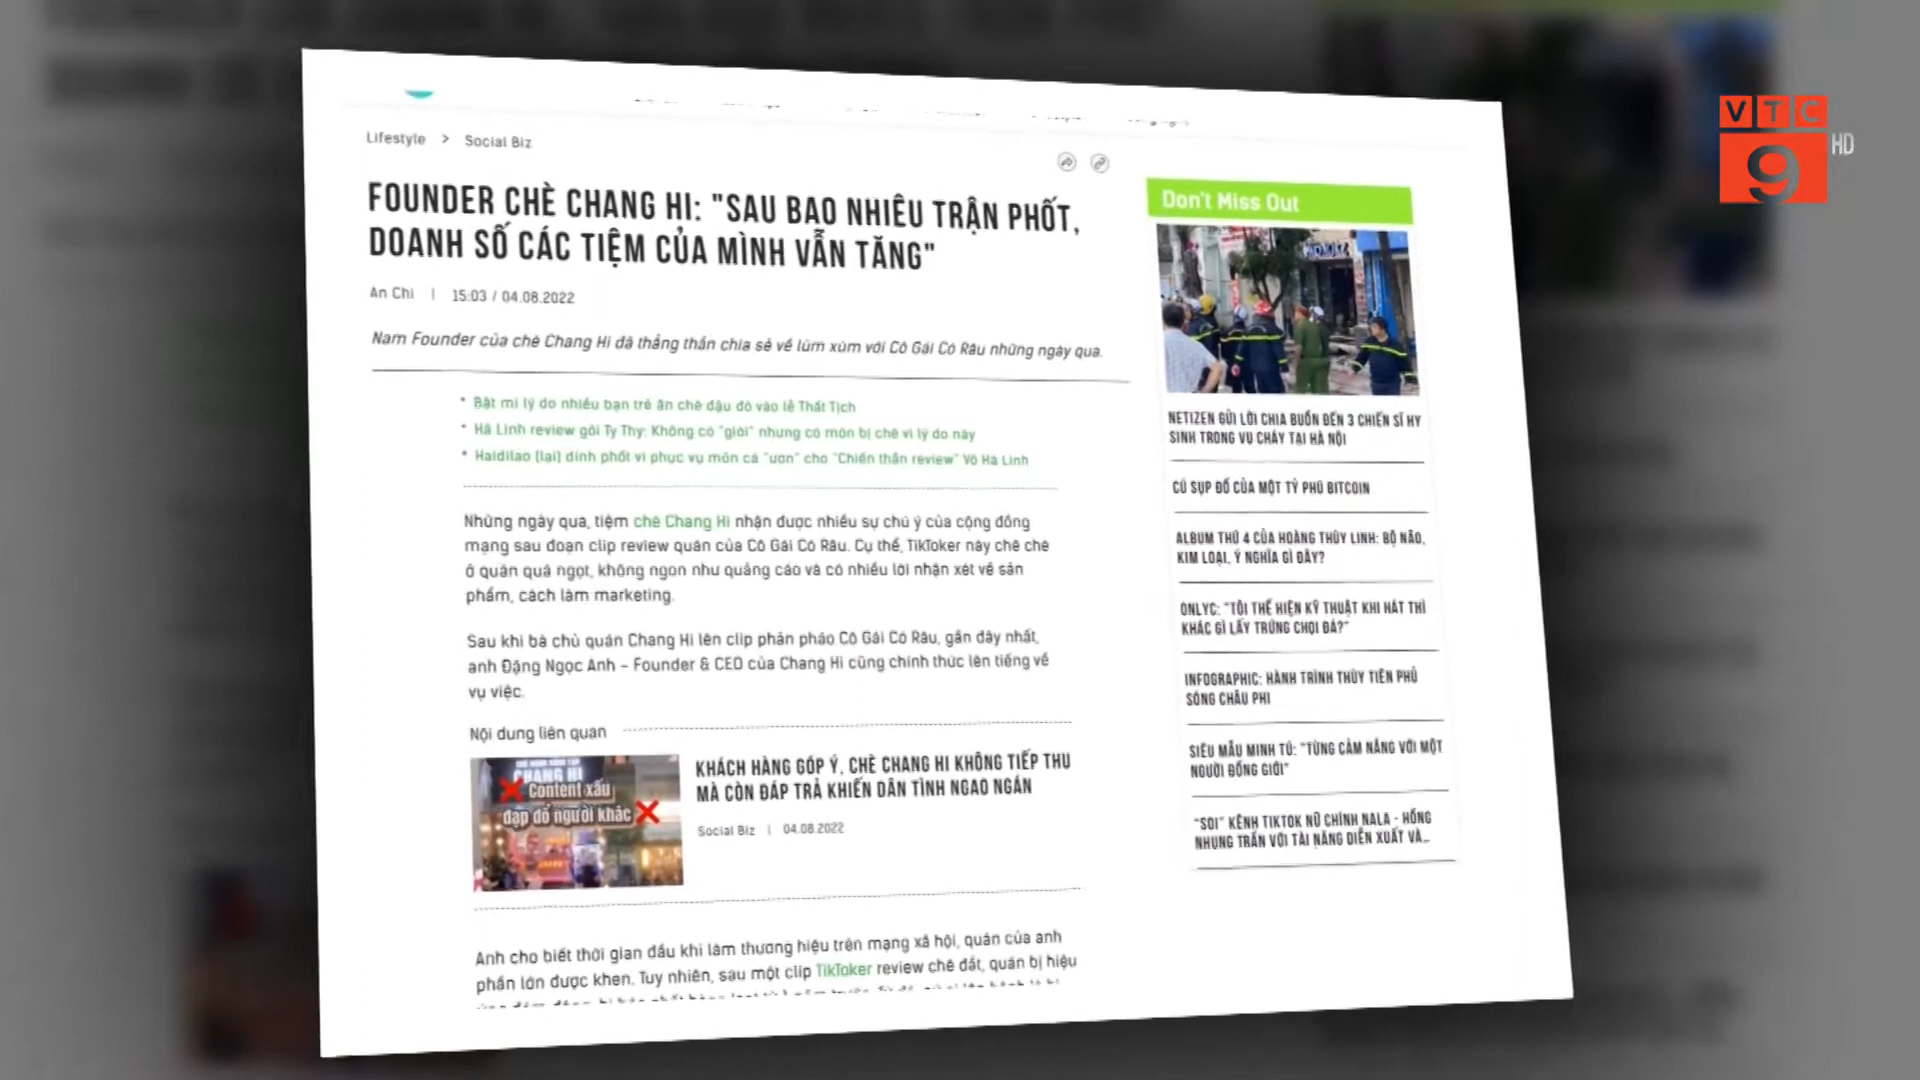 VTC
9
HD
Lifestyle > Social Biz
FOUNDER CHÈ CHANG HI: "SAU BAO NHIÊU TRẬN PHỐT,
DOANH SỐ CÁC TIỆM CỦA MÌNH VẪN TĂNG"
An Chi | 15:03 / 04.08.2022
Nam Founder của chè Chang Hi đã thẳng thắn chia sẻ về lùm xùm với Cô Gái Có Râu những ngày qua.
* Bật mí lý do nhiều bạn trẻ ăn chè đậu đỏ vào lễ Thất Tịch
* Hà Linh review gỏi Ty Thy: Không có "giòi" nhưng có món bị chê vì lý do này
* Haidilao (lại) dính phốt vì phục vụ món cá "ươn" cho "Chiến thần review" Võ Hà Linh
Những ngày qua, tiệm chè Chang Hi nhận được nhiều sự chú ý của cộng đồng
mạng sau đoạn clip review quán của Cô Gái Có Râu. Cụ thể, TikToker này chê chè
ở quán quá ngọt, không ngon như quảng cáo và có nhiều lời nhận xét về sản
phẩm, cách làm marketing.
Sau khi bà chủ quán Chang Hi lên clip phản pháo Cô Gái Có Râu, gần đây nhất,
anh Đặng Ngọc Anh – Founder & CEO của Chang Hi cũng chính thức lên tiếng về
vụ việc.
Nội dung liên quan
CHANG HI
Content xấu
đạp đổ người khác
KHÁCH HÀNG GÓP Ý, CHÈ CHANG HI KHÔNG TIẾP THU
MÀ CÒN ĐÁP TRẢ KHIẾN DÂN TÌNH NGAO NGÁN
Social Biz | 04.08.2022
Anh cho biết thời gian đầu khi làm thương hiệu trên mạng xã hội, quán của anh
phần lớn được khen. Tuy nhiên, sau một clip TikToker review chê đắt, quán bị hiệu
Don't Miss Out
NETIZEN GỬI LỜI CHIA BUỒN ĐẾN 3 CHIẾN SĨ HY
SINH TRONG VỤ CHÁY TẠI HÀ NỘI
CÚ SỤP ĐỔ CỦA MỘT TỶ PHÚ BITCOIN
ALBUM THỨ 4 CỦA HOÀNG THÙY LINH: BỘ NÃO,
KIM LOẠI, Ý NGHĨA GÌ ĐÂY?
ONLYC: "TÔI THỂ HIỆN KỸ THUẬT KHI HÁT THÌ
KHÁC GÌ LẤY TRỨNG CHỌI ĐÁ?"
INFOGRAPHIC: HÀNH TRÌNH THÙY TIÊN PHỦ
SÓNG CHÂU PHI
SIÊU MẪU MINH TÚ: "TỪNG CẢM NẮNG VỚI MỘT
NGƯỜI ĐỒNG GIỚI"
"SOI" KÊNH TIKTOK NỮ CHÍNH NALA - HỒNG
NHUNG TRẦN VỚI TÀI NĂNG DIỄN XUẤT VÀ...